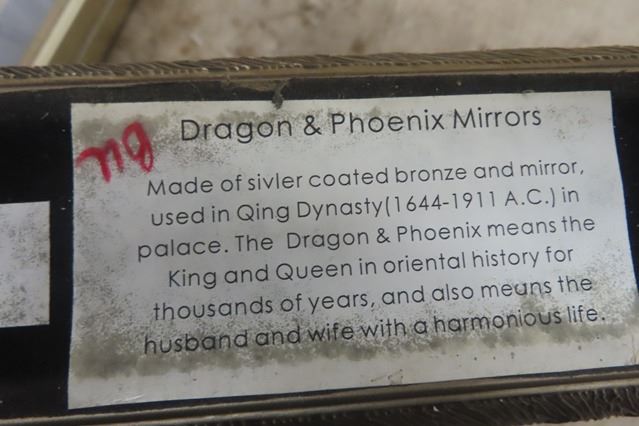 Dragon & Phoenix Mirrors
Made of sivler coated bronze and mirror,
used in Qing Dynasty(1644-1911 A.C.) in
palace. The Dragon & Phoenix means the
King and Queen in oriental history for
thousands of years, and also means the
husband and wife with a harmonious life.